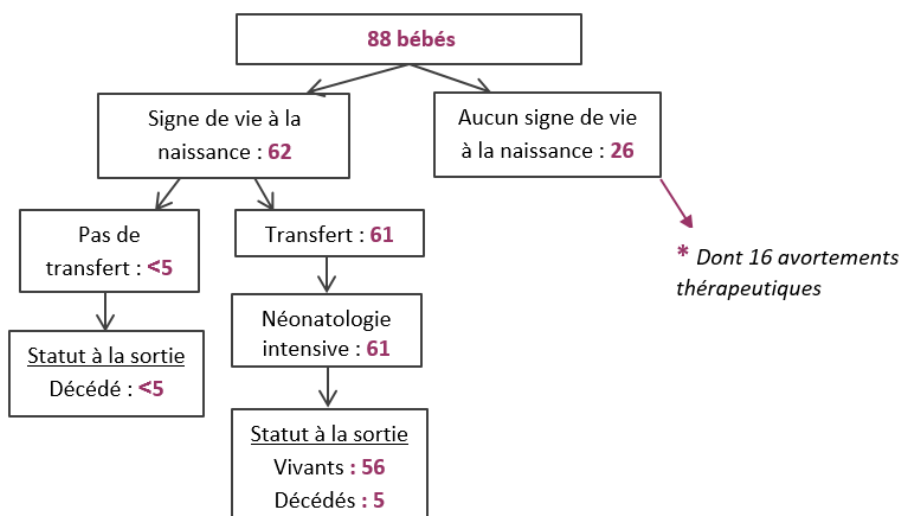 88 bébés
Signe de vie à la
naissance : 62
Aucun signe de vie
à la naissance : 26
Pas de
transfert : <5
Transfert : 61
* Dont 16 avortements
thérapeutiques
Néonatologie
intensive : 61
Statut à la sortie
Décédé : <5
Statut à la sortie
Vivants : 56
Décédés : 5